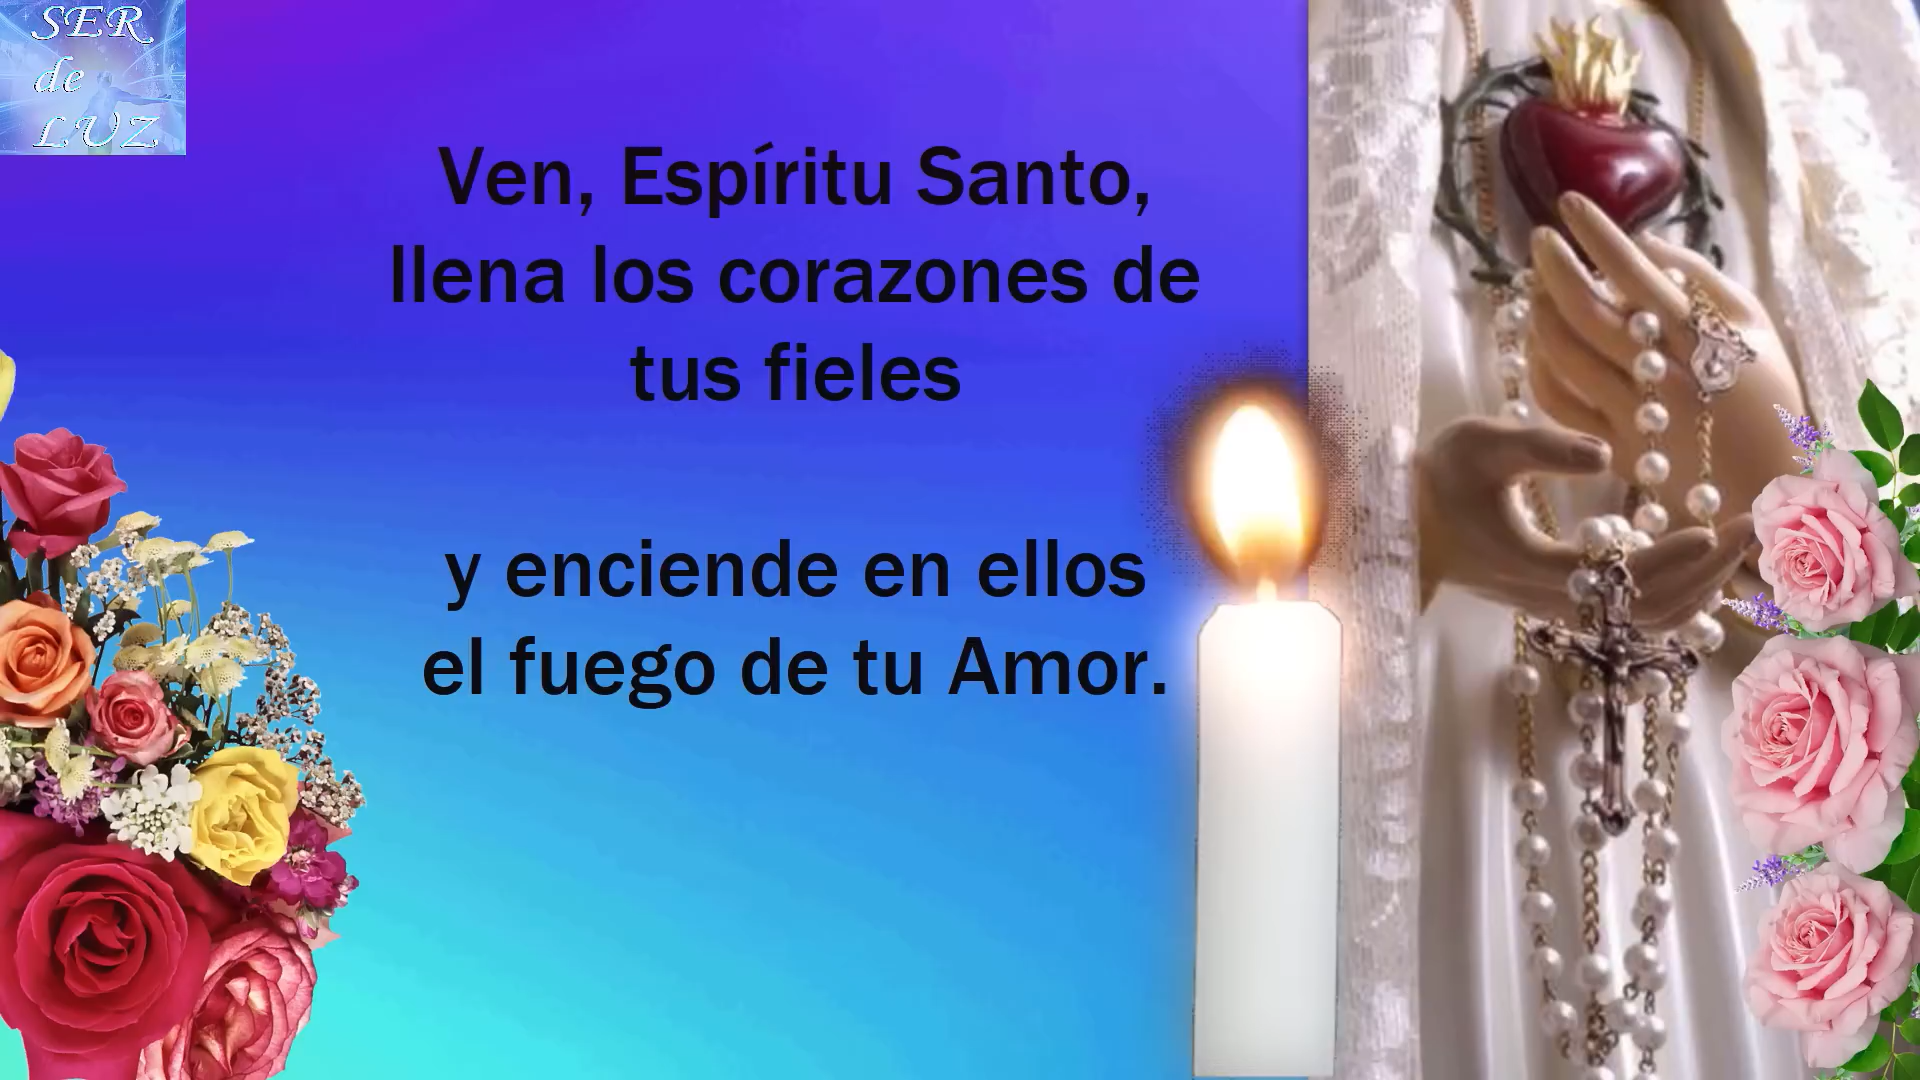 SER
de
LUZ
Ven, Espíritu Santo,
llena los corazones de
tus fieles
y enciende en ellos
el fuego de tu Amor.